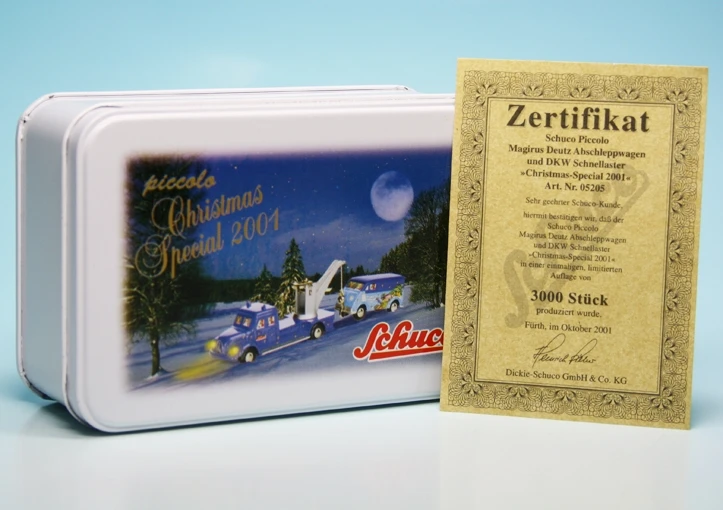 piccolo
Christmas
Special 2001
Schuco
Zertifikat
Schuco Piccolo
Magirus Deutz Abschleppwagen
und DKW Schnellaster
»Christmas-Special 2001«
Art. Nr. 05205
Sehr geehrter Schuco-Kunde,
hiermit bestätigen wir, daß der
Schuco Piccolo
Magirus Deutz Abschleppwagen
und DKW Schnellaster
»Christmas-Special 2001«
in einer einmaligen, limitierten
Auflage von
3000 Stück
produziert wurde.
Fürth, im Oktober 2001
Dickie-Schuco GmbH & Co. KG